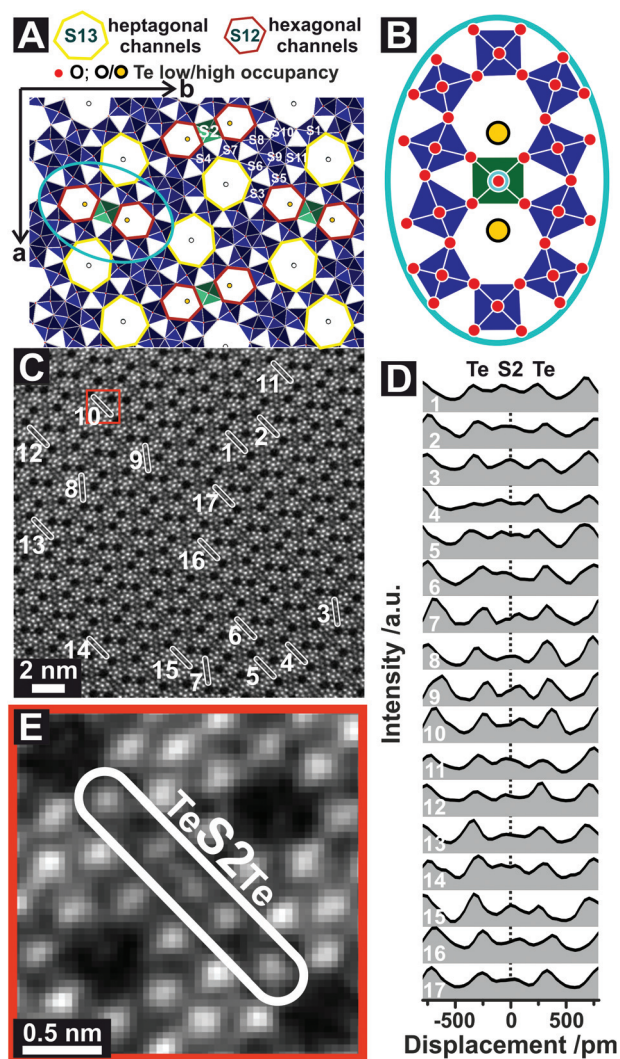 A
S13 heptagonal channels
S12 hexagonal channels
O; O/ Te low/high occupancy
b
a
S2
S8
S10
S1
S4
S7
S6
S9
S11
S5
S3
B
C
11
10
2
12
1
9
8
17
13
16
3
6
14
15
7
5
4
2 nm
D
Te S2 Te
1
2
3
4
5
6
7
8
9
10
11
12
13
14
15
16
17
Intensity /a.u.
-500 0 500
Displacement /pm
E
TeS2Te
0.5 nm